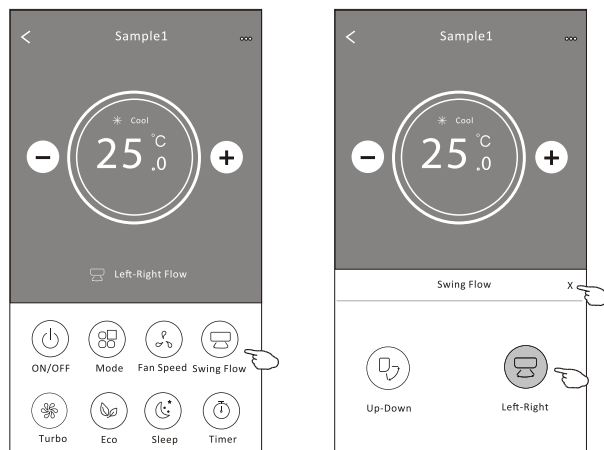 Sample1
Cool
25.0°C
Left-Right Flow
ON/OFF Mode Fan Speed Swing Flow
Turbo Eco Sleep Timer
Sample1
Cool
25.0°C
Swing Flow X
Up-Down Left-Right